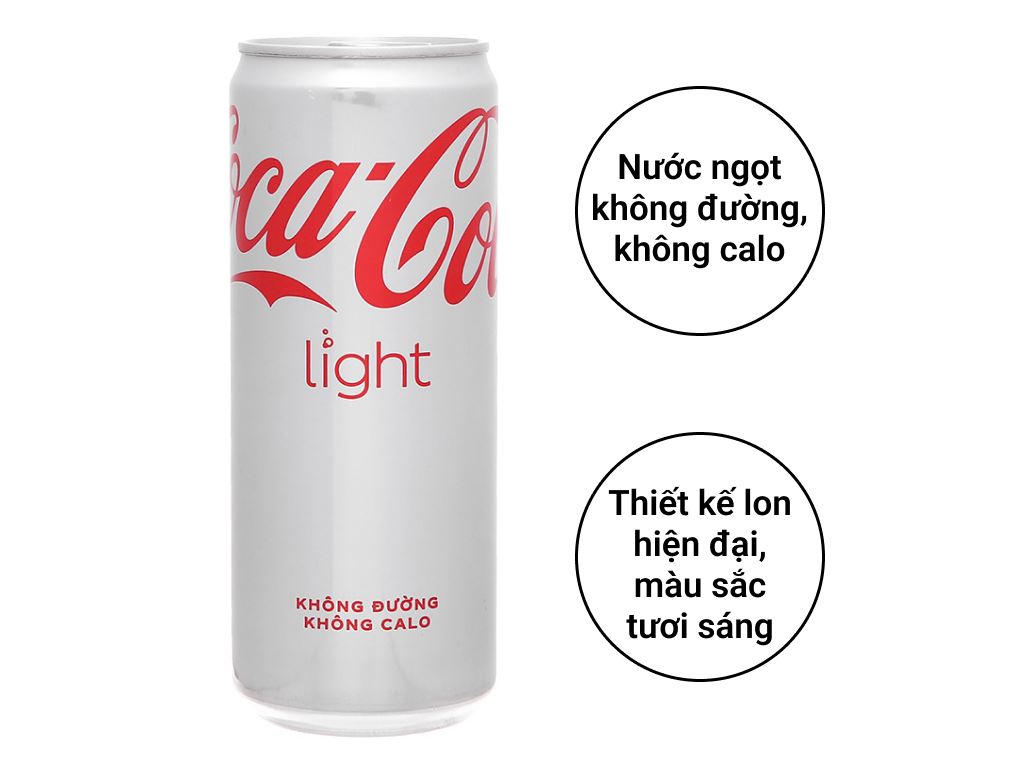 Coca-Cola
light
KHÔNG ĐƯỜNG
KHÔNG CALO
Nước ngọt
không đường,
không calo
Thiết kế lon
hiện đại,
màu sắc
tươi sáng